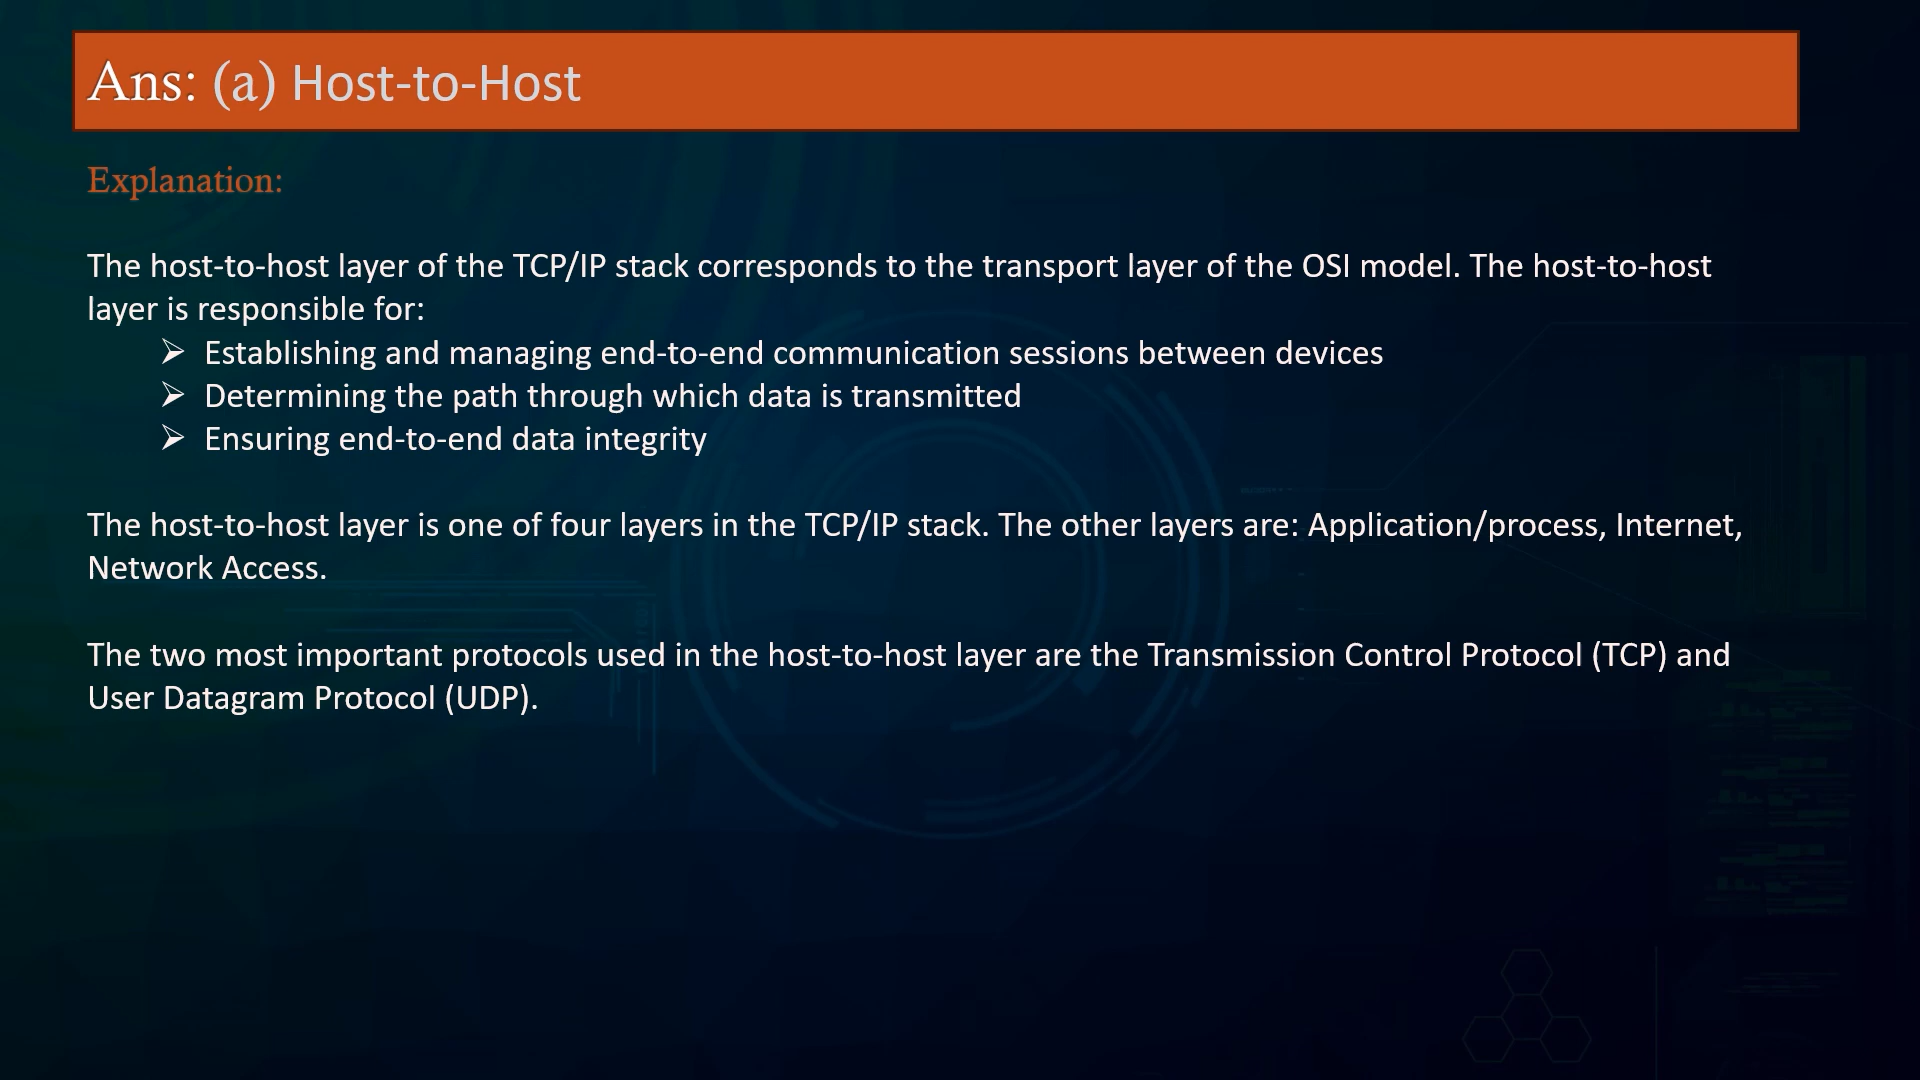 Ans: (a) Host-to-Host
Explanation:
The host-to-host layer of the TCP/IP stack corresponds to the transport layer of the OSI model. The host-to-host
layer is responsible for:
➢ Establishing and managing end-to-end communication sessions between devices
➢ Determining the path through which data is transmitted
➢ Ensuring end-to-end data integrity
The host-to-host layer is one of four layers in the TCP/IP stack. The other layers are: Application/process, Internet,
Network Access.
The two most important protocols used in the host-to-host layer are the Transmission Control Protocol (TCP) and
User Datagram Protocol (UDP).